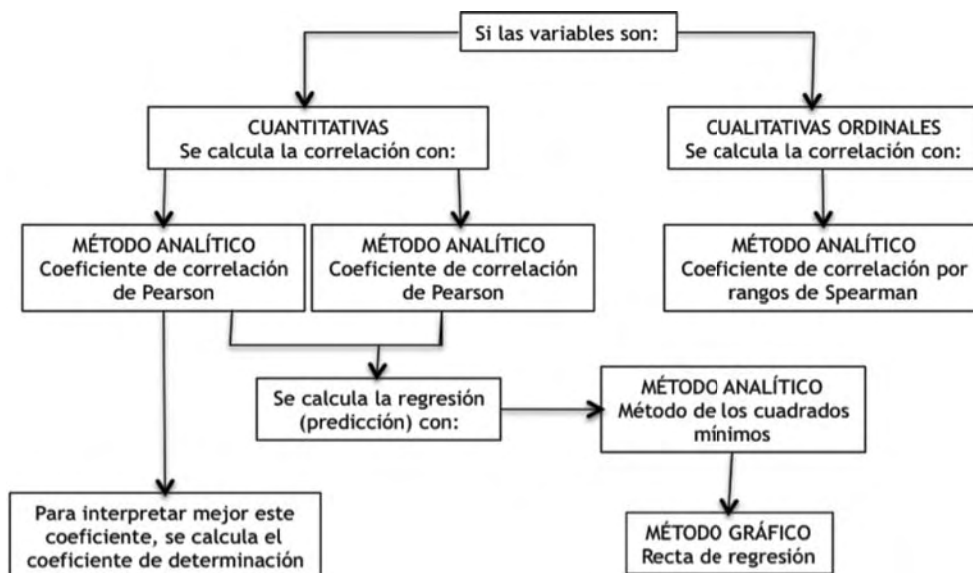 Si las variables son:
CUANTITATIVAS
Se calcula la correlación con:
CUALITATIVAS ORDINALES
Se calcula la correlación con:
MÉTODO ANALÍTICO
Coeficiente de correlación
de Pearson
MÉTODO ANALÍTICO
Coeficiente de correlación
de Pearson
MÉTODO ANALÍTICO
Coeficiente de correlación por
rangos de Spearman
Se calcula la regresión
(predicción) con:
MÉTODO ANALÍTICO
Método de los cuadrados
mínimos
Para interpretar mejor este
coeficiente, se calcula el
coeficiente de determinación
MÉTODO GRÁFICO
Recta de regresión